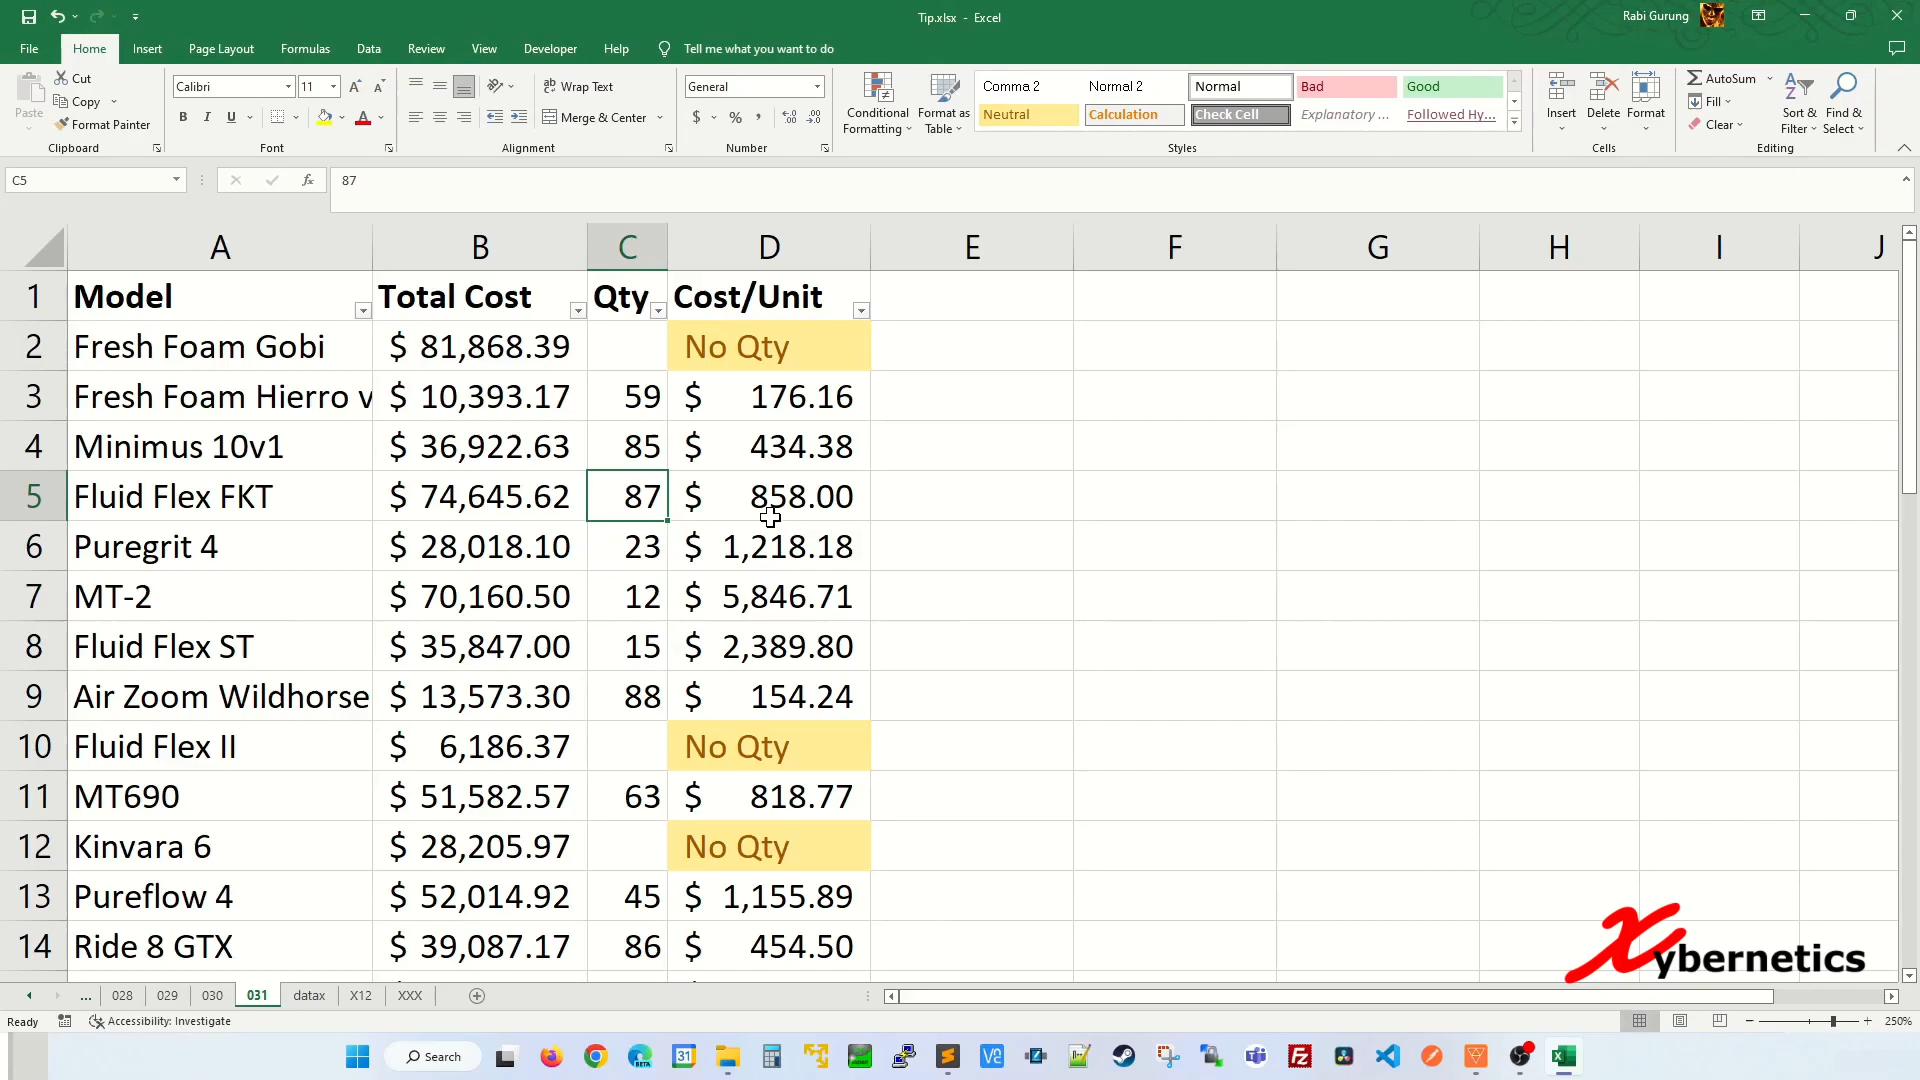 Tip.xlsx - Excel
Rabi Gurung
File Home Insert Page Layout Formulas Data Review View Developer Help Tell me what you want to do
Paste
Cut
Copy
Format Painter
Clipboard
Calibri 11
B I U
Font
Wrap Text
Merge & Center
Alignment
General
$ % ,
Number
Conditional Formatting
Format as Table
Comma 2 Normal 2 Normal Bad Good
Neutral Calculation Check Cell Explanatory ... Followed Hy...
Styles
Insert Delete Format
Cells
AutoSum
Fill
Clear
Sort & Filter
Find & Select
Editing
C5 fx 87
A B C D E F G H I J
1 Model Total Cost Qty Cost/Unit
2 Fresh Foam Gobi $ 81,868.39 No Qty
3 Fresh Foam Hierro v $ 10,393.17 59 $ 176.16
4 Minimus 10v1 $ 36,922.63 85 $ 434.38
5 Fluid Flex FKT $ 74,645.62 87 $ 858.00
6 Puregrit 4 $ 28,018.10 23 $ 1,218.18
7 MT-2 $ 70,160.50 12 $ 5,846.71
8 Fluid Flex ST $ 35,847.00 15 $ 2,389.80
9 Air Zoom Wildhorse $ 13,573.30 88 $ 154.24
10 Fluid Flex II $ 6,186.37 No Qty
11 MT690 $ 51,582.57 63 $ 818.77
12 Kinvara 6 $ 28,205.97 No Qty
13 Pureflow 4 $ 52,014.92 45 $ 1,155.89
14 Ride 8 GTX $ 39,087.17 86 $ 454.50
Xybernetics
... 028 029 030 031 datax X12 XXX
Ready Accessibility: Investigate 250%
Search